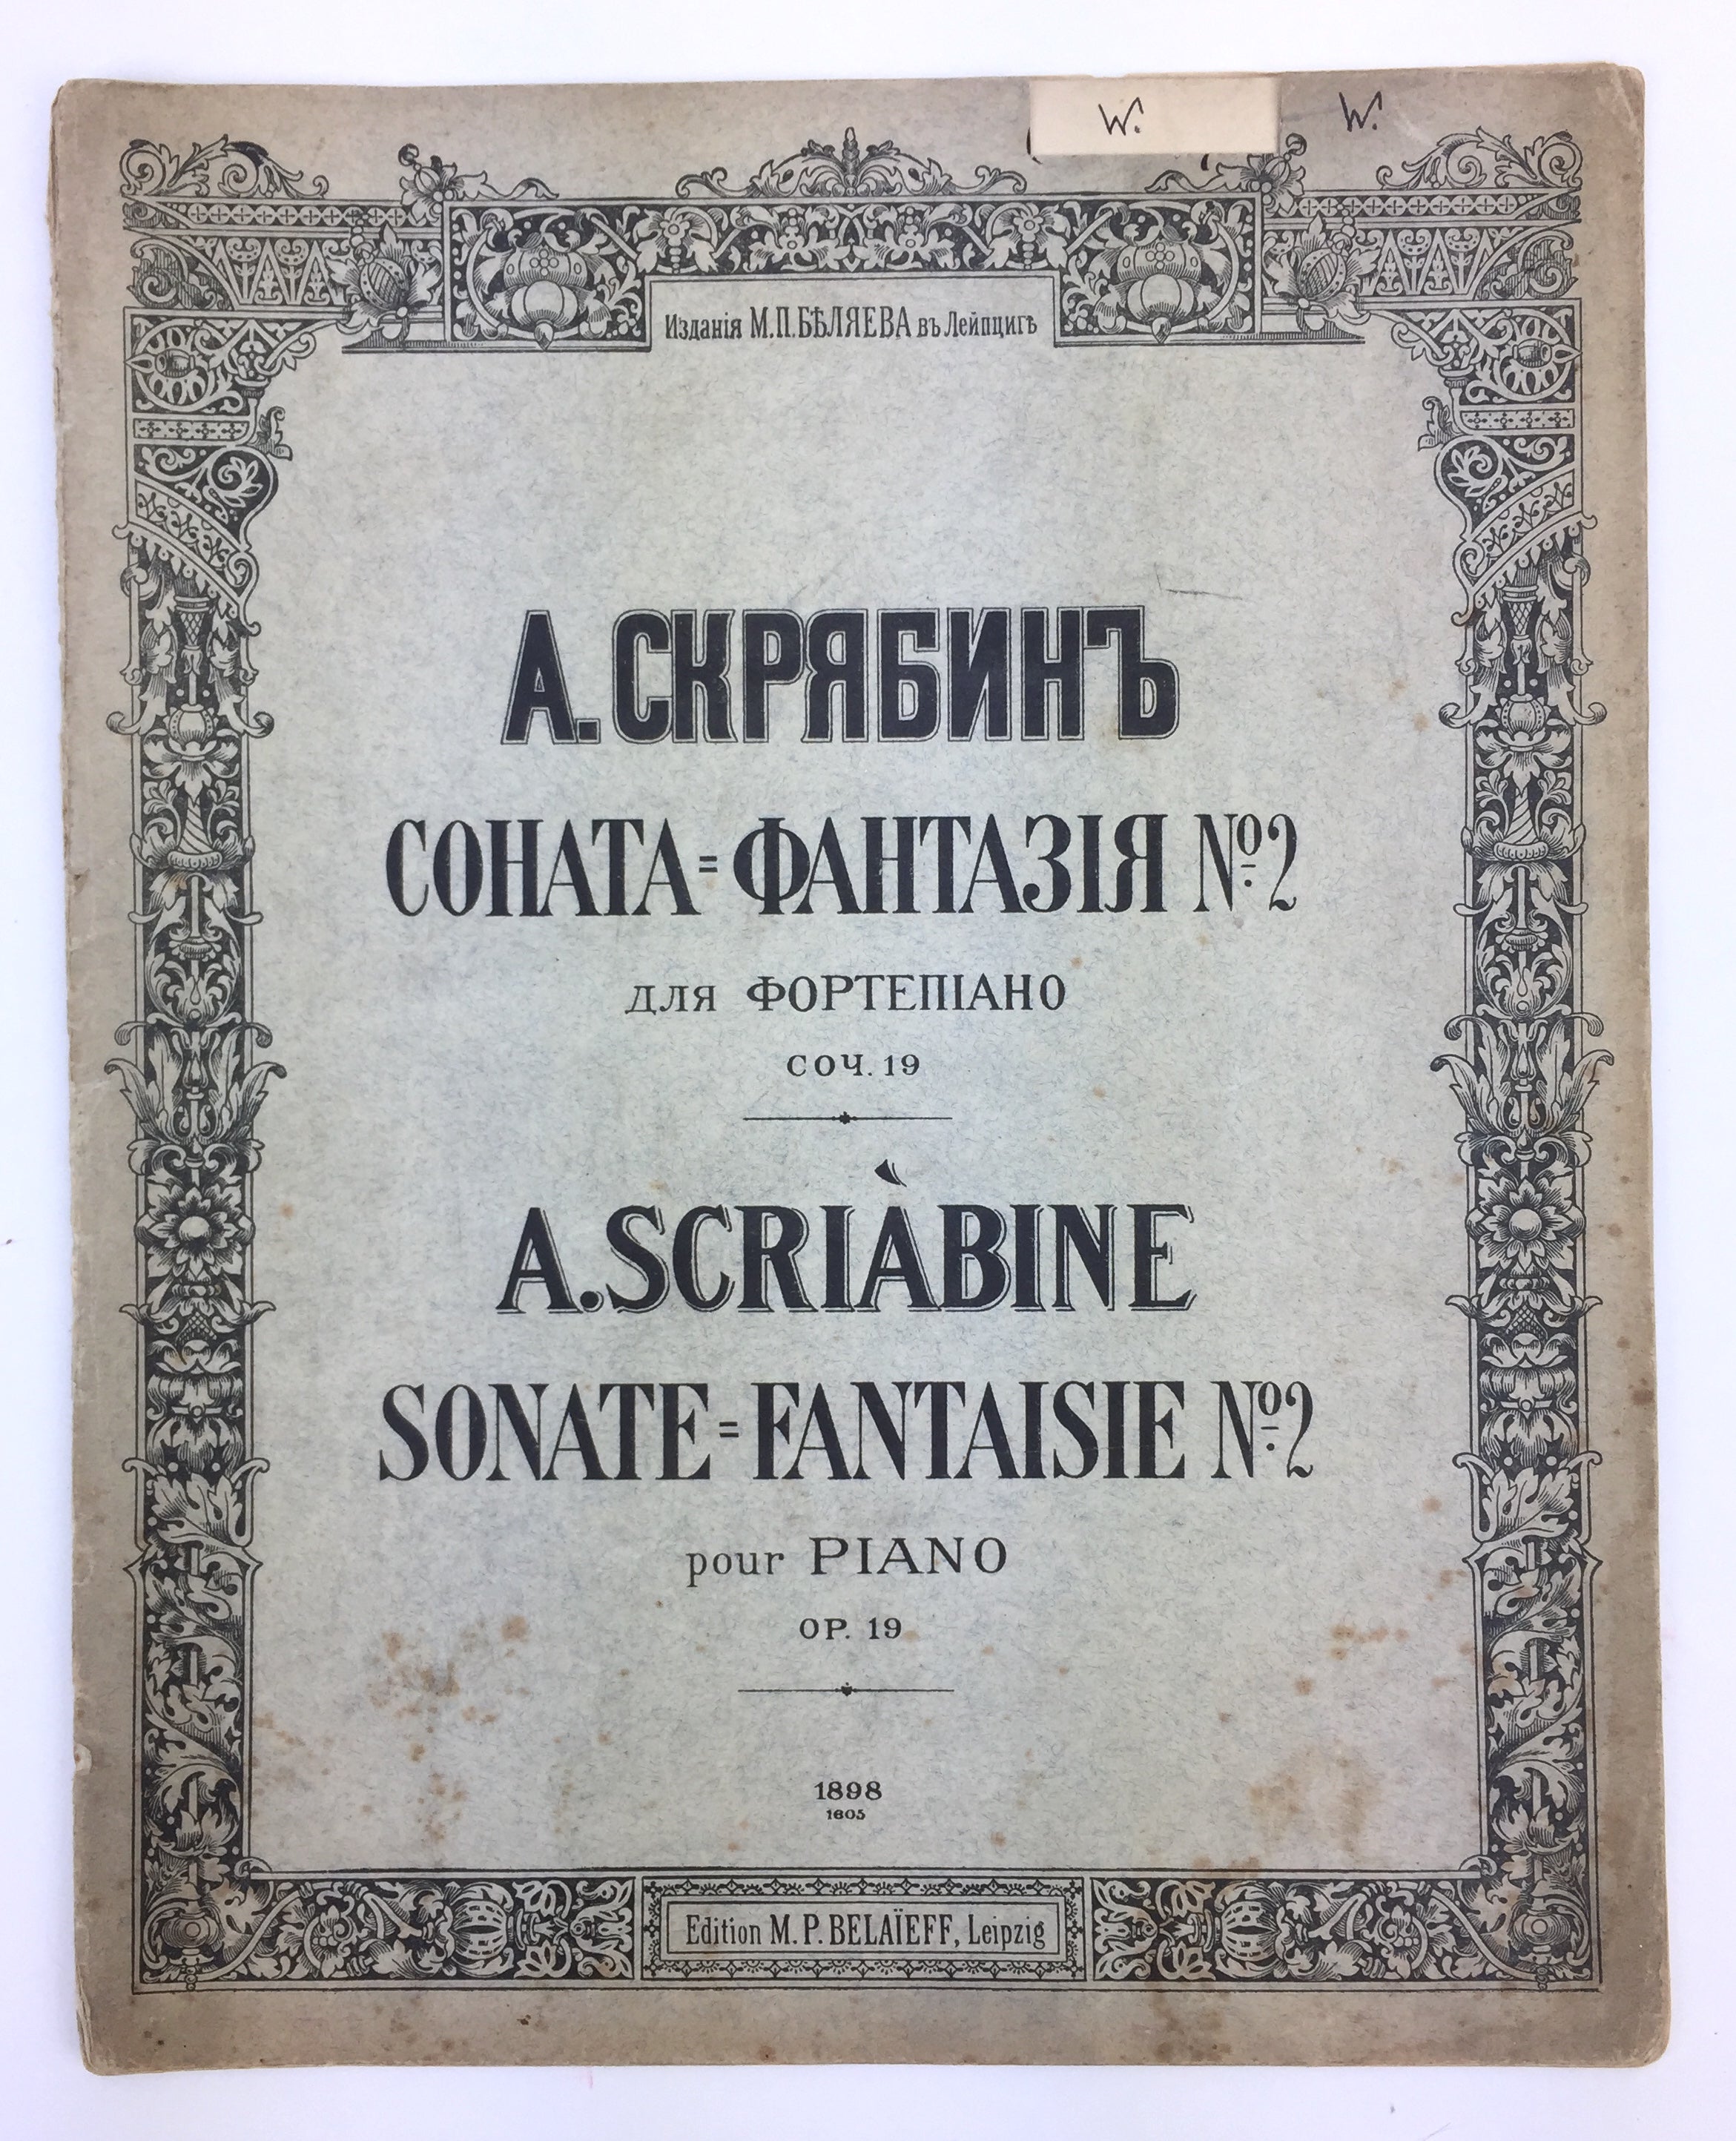 W. W.
Изданія М.П.БѢЛЯЕВА въ Лейпцигѣ
А.СКРЯБИНЪ
СОНАТА=ФАНТАЗІЯ №2
для ФОРТЕПІАНО
СОЧ. 19
A.SCRIÀBINE
SONATE=FANTAISIE №2
pour PIANO
OP. 19
1898
1605
Edition M. P. BELAÏEFF, Leipzig